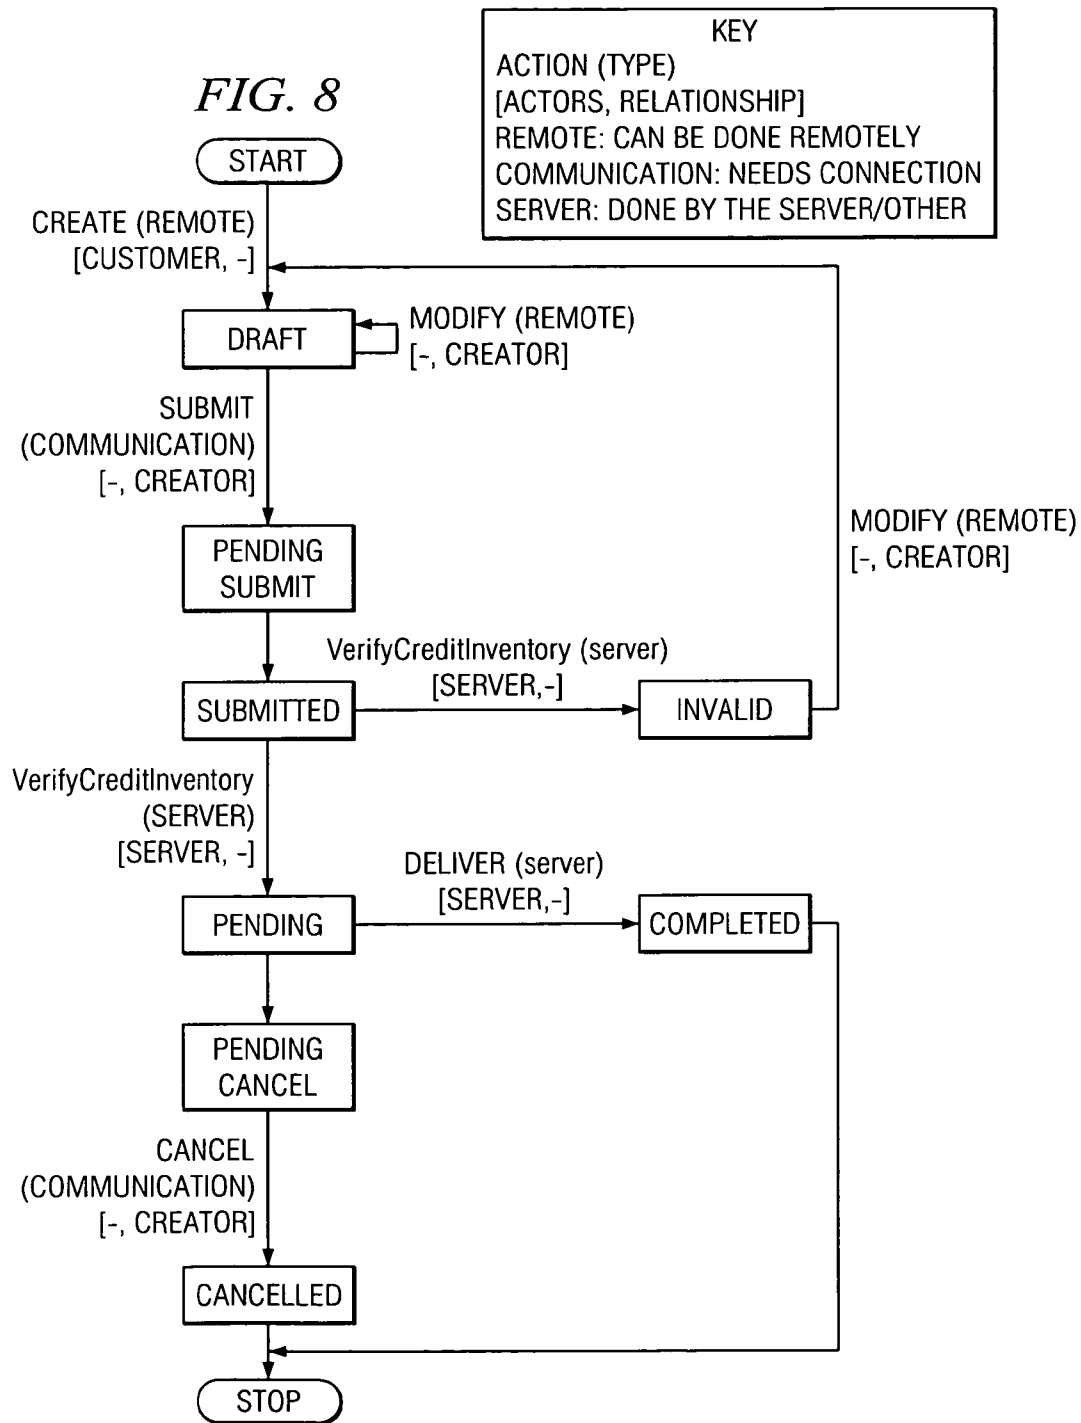 KEY
ACTION (TYPE)
[ACTORS, RELATIONSHIP]
REMOTE: CAN BE DONE REMOTELY
COMMUNICATION: NEEDS CONNECTION
SERVER: DONE BY THE SERVER/OTHER
FIG. 8
START
CREATE (REMOTE)
[CUSTOMER, -]
DRAFT
MODIFY (REMOTE)
[-, CREATOR]
SUBMIT
(COMMUNICATION)
[-, CREATOR]
PENDING
SUBMIT
MODIFY (REMOTE)
[-, CREATOR]
VerifyCreditInventory (server)
[SERVER,-]
SUBMITTED
INVALID
VerifyCreditInventory
(SERVER)
[SERVER, -]
DELIVER (server)
[SERVER,-]
PENDING
COMPLETED
PENDING
CANCEL
CANCEL
(COMMUNICATION)
[-, CREATOR]
CANCELLED
STOP